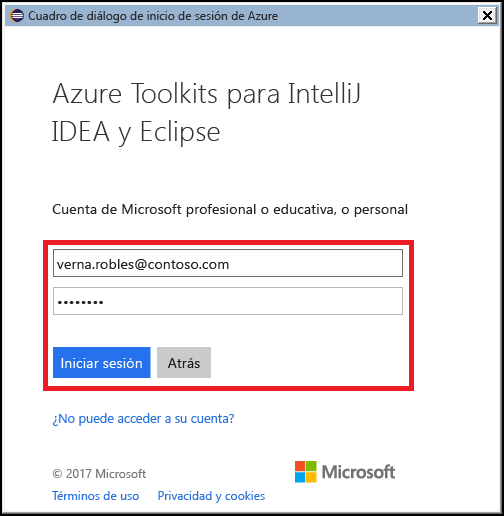 Cuadro de diálogo de inicio de sesión de Azure
Azure Toolkits para IntelliJ
IDEA y Eclipse
Cuenta de Microsoft profesional o educativa, o personal
verna.robles@contoso.com
••••••••
Iniciar sesión Atrás
¿No puede acceder a su cuenta?
© 2017 Microsoft Microsoft
Términos de uso Privacidad y cookies